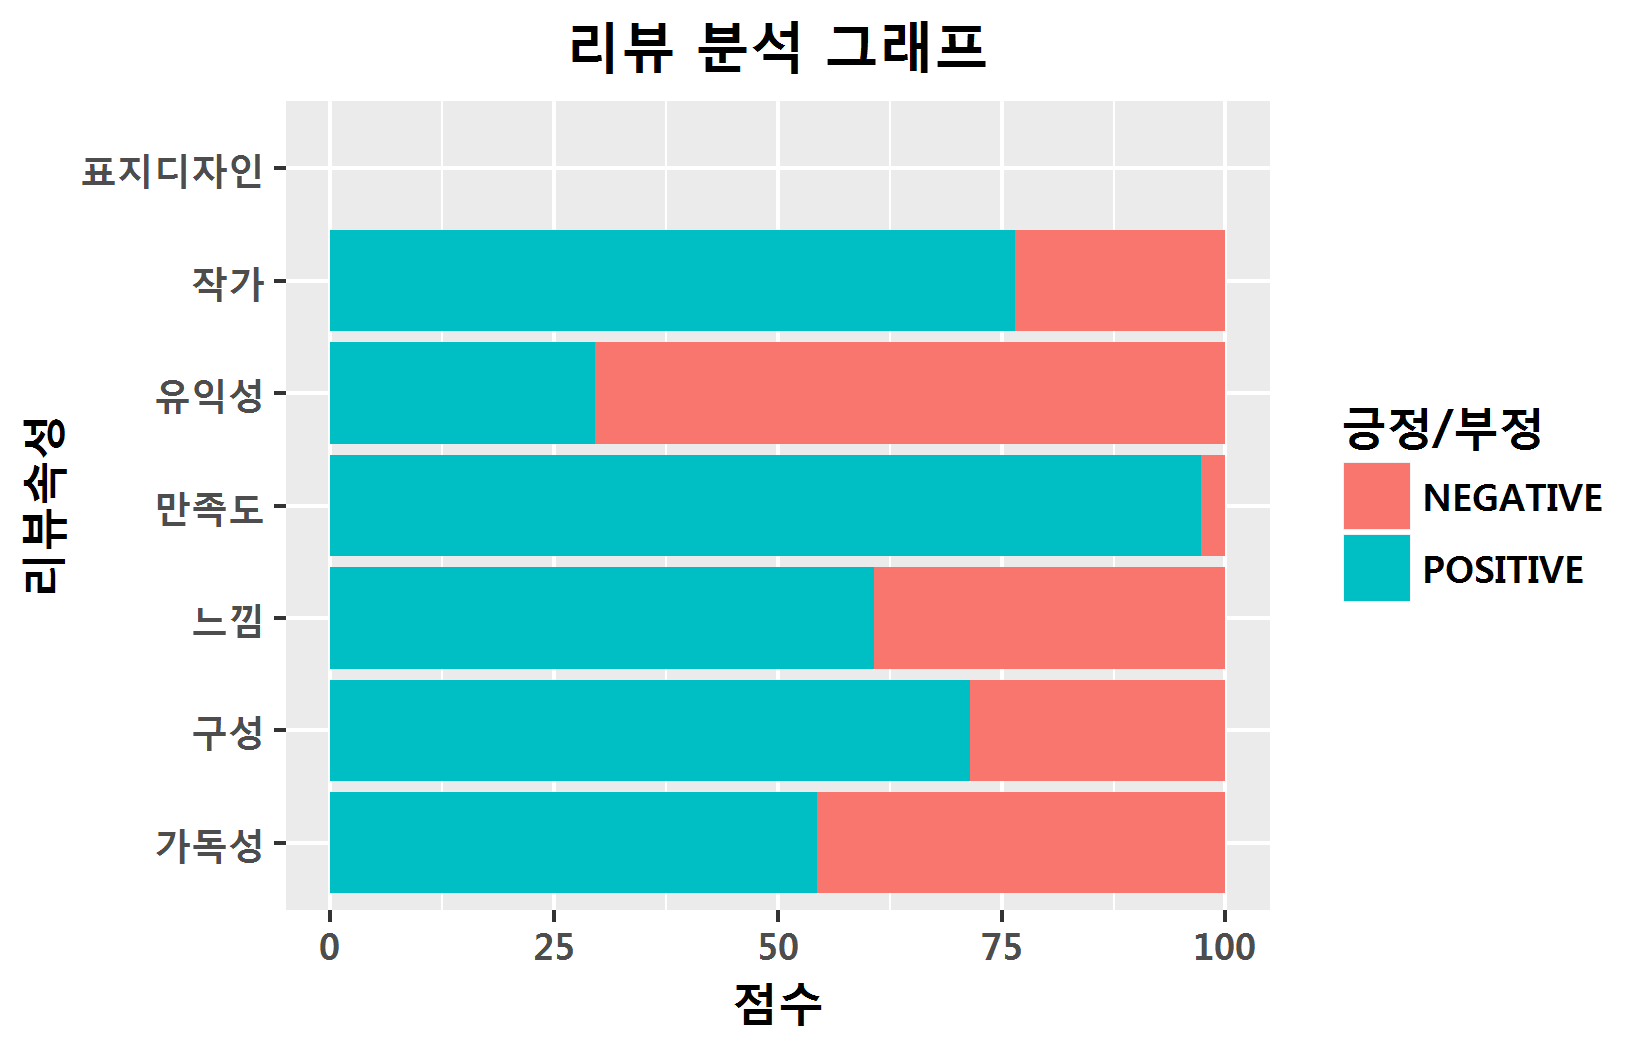 리뷰 분석 그래프
리뷰속성
표지디자인
작가
유익성
만족도
느낌
구성
가독성
0 25 50 75 100
점수
긍정/부정
NEGATIVE
POSITIVE